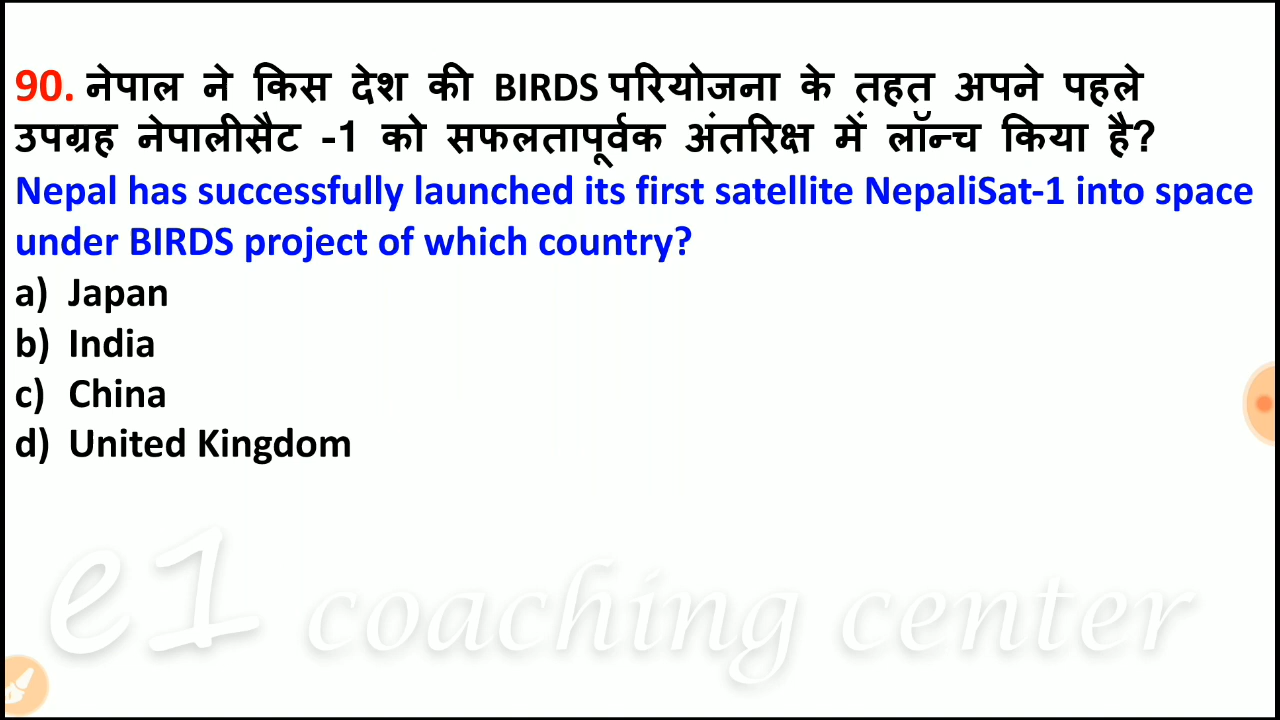 90. नेपाल ने किस देश की BIRDS परियोजना के तहत अपने पहले
उपग्रह नेपालीसैट -1 को सफलतापूर्वक अंतरिक्ष में लॉन्च किया है?
Nepal has successfully launched its first satellite NepaliSat-1 into space
under BIRDS project of which country?
a) Japan
b) India
c) China
d) United Kingdom
e1 coaching center